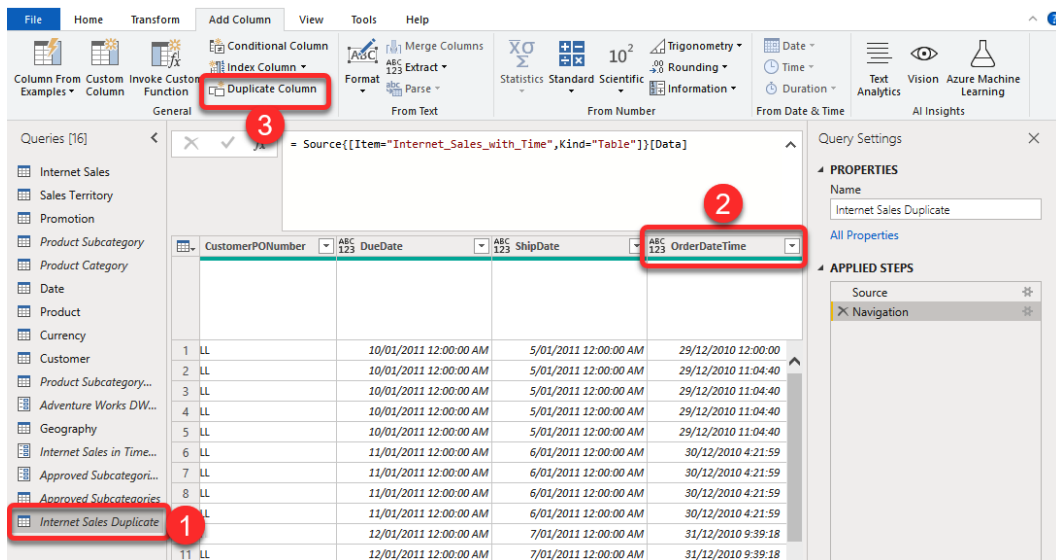 File Home Transform Add Column View Tools Help
Column From Examples
Custom Column
Invoke Custom Function
Conditional Column
Index Column
Duplicate Column
General
ABC
Format
Merge Columns
ABC 123 Extract
abc Parse
From Text
Χσ Σ
Statistics
Standard
10²
Scientific
Trigonometry
.00 Rounding
Information
From Number
Date
Time
Duration
From Date & Time
Text Analytics
Vision
Azure Machine Learning
AI Insights
3
Queries [16]
Internet Sales
Sales Territory
Promotion
Product Subcategory
Product Category
Date
Product
Currency
Customer
Product Subcategory...
Adventure Works DW...
Geography
Internet Sales in Time...
Approved Subcategori...
Approved Subcategories
Internet Sales Duplicate
1
fx
= Source{[Item="Internet_Sales_with_Time",Kind="Table"]}[Data]
2
CustomerPONumber ABC 123 DueDate ABC 123 ShipDate ABC 123 OrderDateTime
1 LL 10/01/2011 12:00:00 AM 5/01/2011 12:00:00 AM 29/12/2010 12:00:00
2 LL 10/01/2011 12:00:00 AM 5/01/2011 12:00:00 AM 29/12/2010 11:04:40
3 LL 10/01/2011 12:00:00 AM 5/01/2011 12:00:00 AM 29/12/2010 11:04:40
4 LL 10/01/2011 12:00:00 AM 5/01/2011 12:00:00 AM 29/12/2010 11:04:40
5 LL 10/01/2011 12:00:00 AM 5/01/2011 12:00:00 AM 29/12/2010 11:04:40
6 LL 11/01/2011 12:00:00 AM 6/01/2011 12:00:00 AM 30/12/2010 4:21:59
7 LL 11/01/2011 12:00:00 AM 6/01/2011 12:00:00 AM 30/12/2010 4:21:59
8 LL 11/01/2011 12:00:00 AM 6/01/2011 12:00:00 AM 30/12/2010 4:21:59
LL 11/01/2011 12:00:00 AM 6/01/2011 12:00:00 AM 30/12/2010 4:21:59
12/01/2011 12:00:00 AM 7/01/2011 12:00:00 AM 31/12/2010 9:39:18
11 LL 12/01/2011 12:00:00 AM 7/01/2011 12:00:00 AM 31/12/2010 9:39:18
Query Settings
PROPERTIES
Name
Internet Sales Duplicate
All Properties
APPLIED STEPS
Source
Navigation